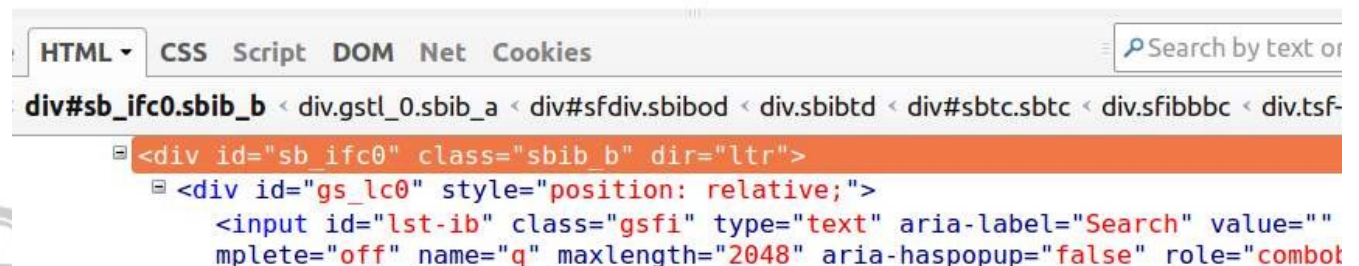 HTML CSS Script DOM Net Cookies Search by text or
div#sb_ifc0.sbib_b < div.gstl_0.sbib_a < div#sfdiv.sbibod < div.sbibtd < div#sbtc.sbtc < div.sfibbbc < div.tsf-
<div id="sb_ifc0" class="sbib_b" dir="ltr">
<div id="gs_lc0" style="position: relative;">
<input id="lst-ib" class="gsfi" type="text" aria-label="Search" value=""
mplete="off" name="q" maxlength="2048" aria-haspopup="false" role="combob